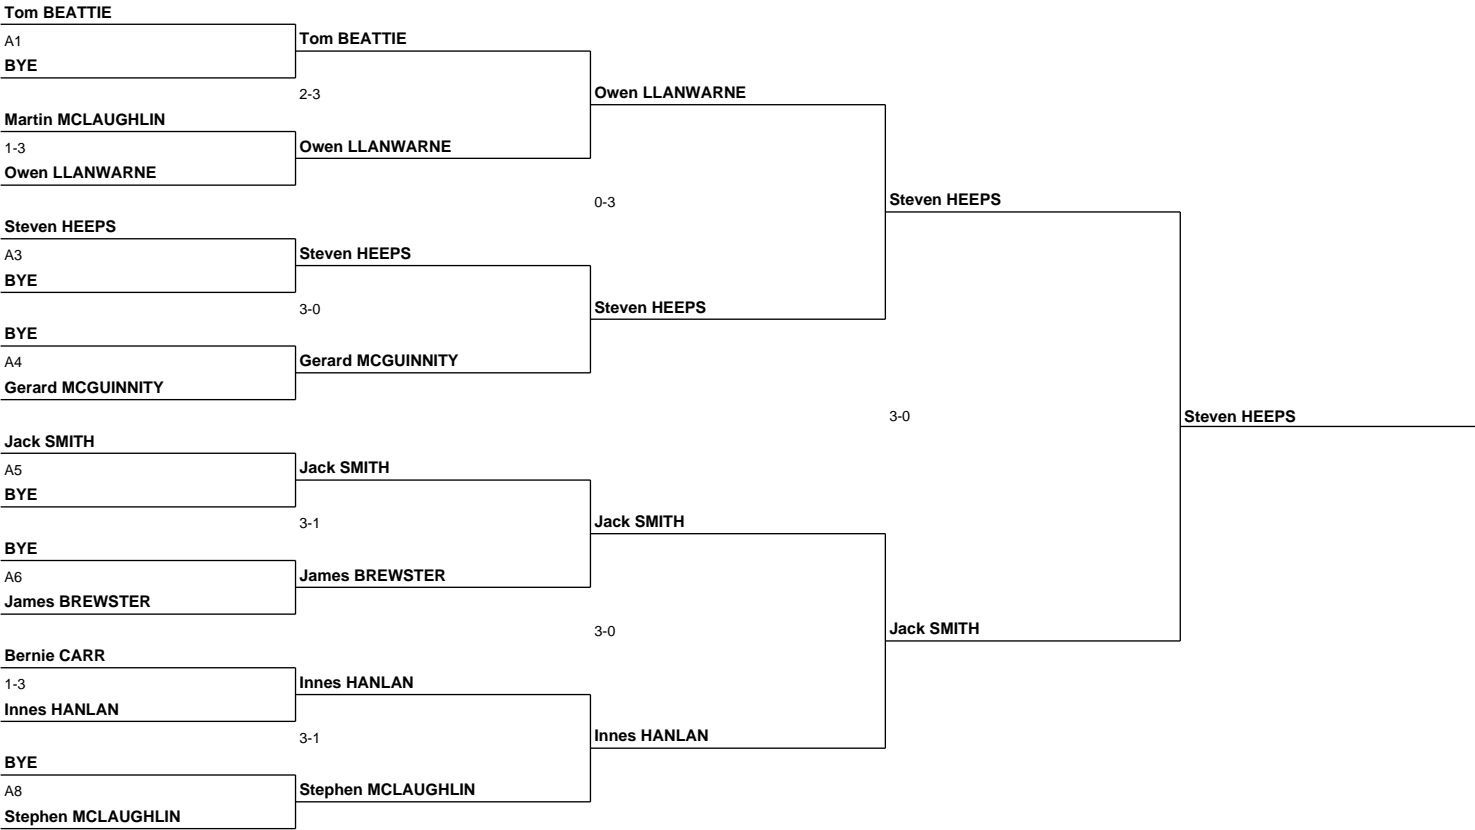 Tom BEATTIE
A1
BYE
Martin MCLAUGHLIN
1-3
Owen LLANWARNE
Steven HEEPS
A3
BYE
BYE
A4
Gerard MCGUINNITY
Jack SMITH
A5
BYE
BYE
A6
James BREWSTER
Bernie CARR
1-3
Innes HANLAN
BYE
A8
Stephen MCLAUGHLIN
Tom BEATTIE
2-3
Owen LLANWARNE
Steven HEEPS
3-0
Gerard MCGUINNITY
Jack SMITH
3-1
James BREWSTER
Innes HANLAN
3-1
Stephen MCLAUGHLIN
Owen LLANWARNE
0-3
Steven HEEPS
Jack SMITH
3-0
Innes HANLAN
Steven HEEPS
3-0
Jack SMITH
Steven HEEPS